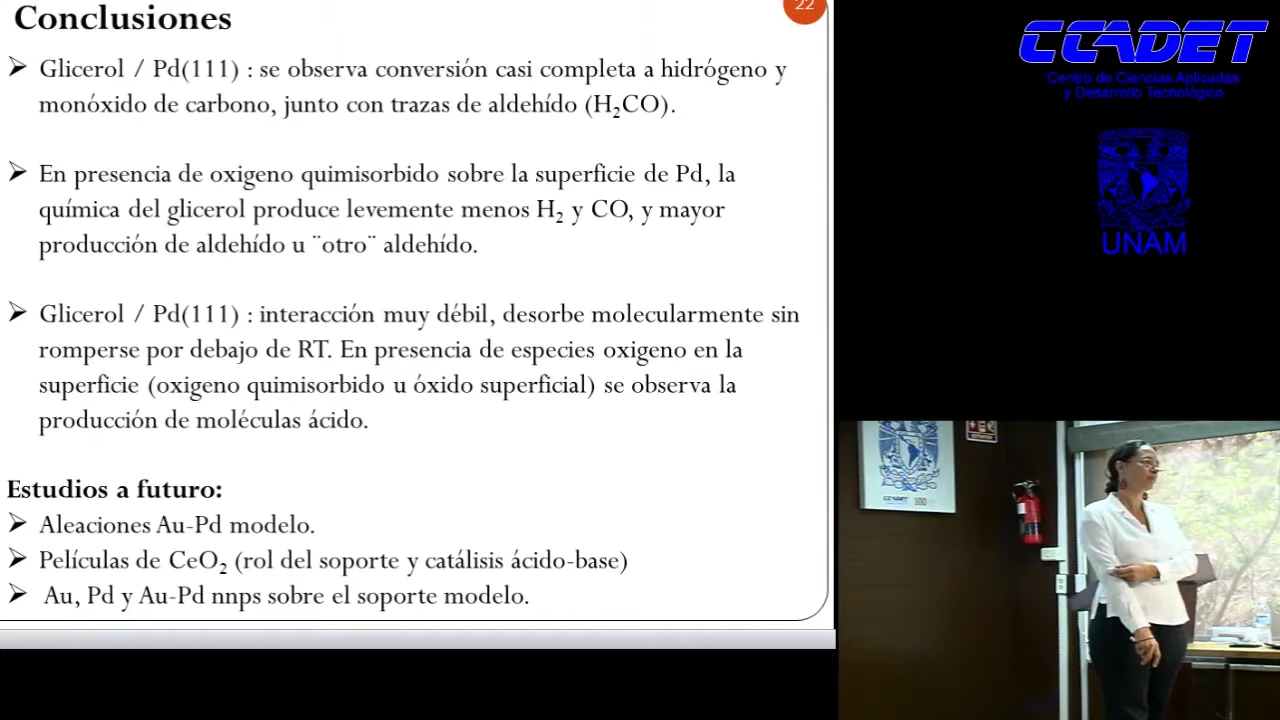 Conclusiones
22
➢ Glicerol / Pd(111) : se observa conversión casi completa a hidrógeno y
monóxido de carbono, junto con trazas de aldehído (H₂CO).
➢ En presencia de oxigeno quimisorbido sobre la superficie de Pd, la
química del glicerol produce levemente menos H₂ y CO, y mayor
producción de aldehído u ¨otro¨ aldehído.
➢ Glicerol / Pd(111) : interacción muy débil, desorbe molecularmente sin
romperse por debajo de RT. En presencia de especies oxigeno en la
superficie (oxigeno quimisorbido u óxido superficial) se observa la
producción de moléculas ácido.
Estudios a futuro:
➢ Aleaciones Au-Pd modelo.
➢ Películas de CeO₂ (rol del soporte y catálisis ácido-base)
➢ Au, Pd y Au-Pd nnps sobre el soporte modelo.
CCADET
Centro de Ciencias Aplicadas
y Desarrollo Tecnológico
UNAM
CCADET